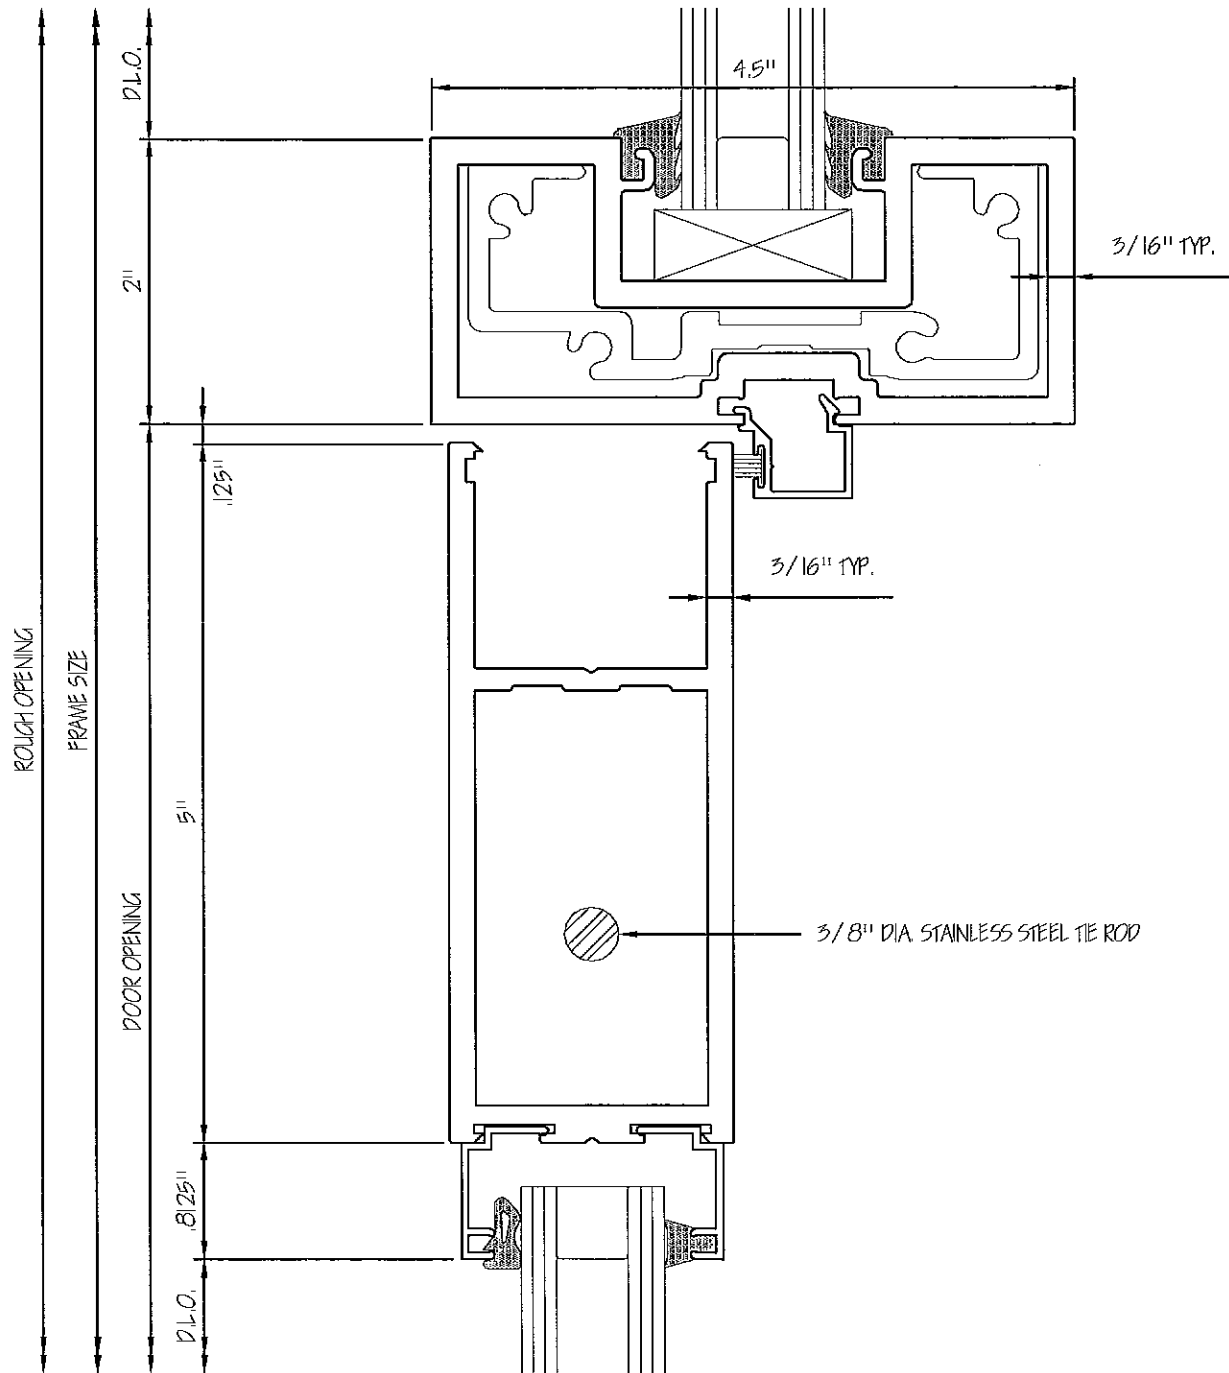 D.L.O.
4.5"
2"
3/16" TYP.
.125"
3/16" TYP.
ROUGH OPENING
FRAME SIZE
5"
DOOR OPENING
3/8" DIA. STAINLESS STEEL TIE ROD
.8125"
D.L.O.